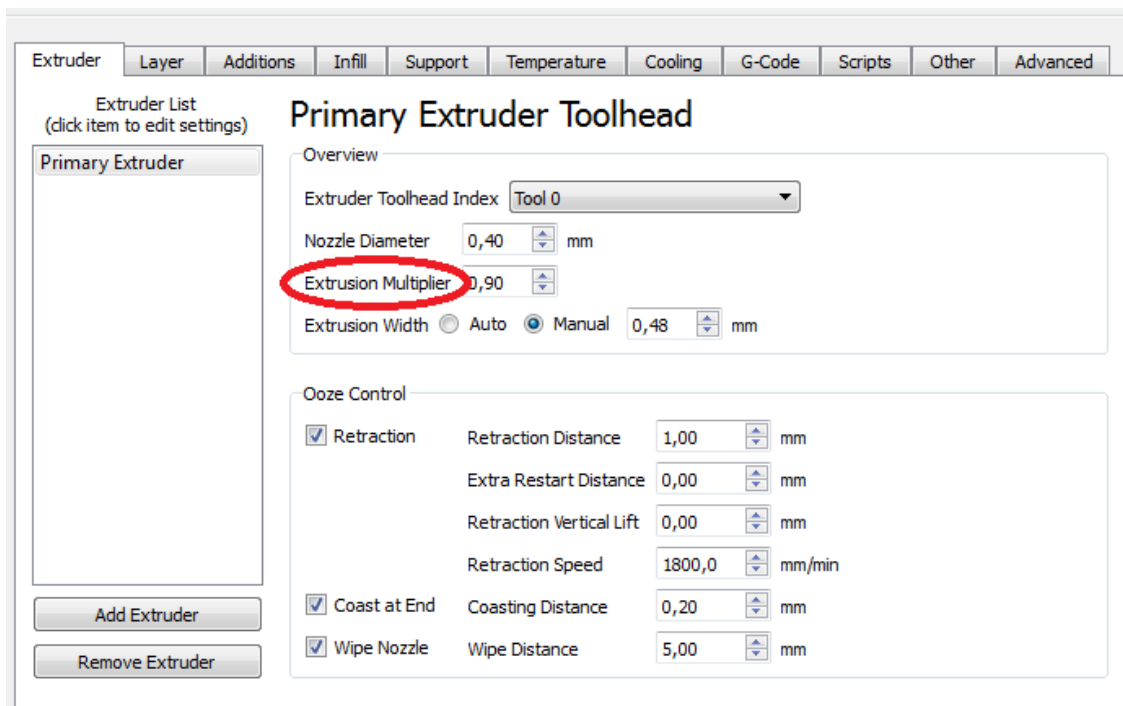 Extruder Layer Additions Infill Support Temperature Cooling G-Code Scripts Other Advanced
Extruder List
(click item to edit settings)
Primary Extruder
Add Extruder
Remove Extruder
Primary Extruder Toolhead
Overview
Extruder Toolhead Index Tool 0
Nozzle Diameter 0,40 mm
Extrusion Multiplier 0,90
Extrusion Width Auto Manual 0,48 mm
Ooze Control
Retraction Retraction Distance 1,00 mm
Extra Restart Distance 0,00 mm
Retraction Vertical Lift 0,00 mm
Retraction Speed 1800,0 mm/min
Coast at End Coasting Distance 0,20 mm
Wipe Nozzle Wipe Distance 5,00 mm